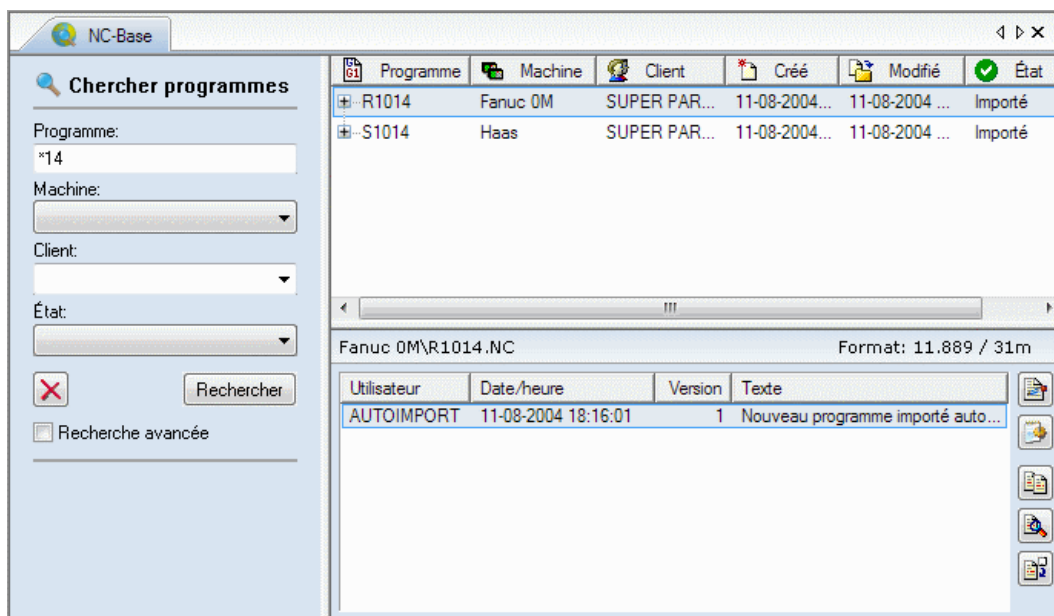 NC-Base
Chercher programmes
Programme:
*14
Machine:
Client:
État:
Rechercher
Recherche avancée
Programme Machine Client Créé Modifié État
R1014 Fanuc 0M SUPER PAR... 11-08-2004... 11-08-2004 ... Importé
S1014 Haas SUPER PAR... 11-08-2004... 11-08-2004 ... Importé
Fanuc 0M\R1014.NC Format: 11.889 / 31m
Utilisateur Date/heure Version Texte
AUTOIMPORT 11-08-2004 18:16:01 1 Nouveau programme importé auto...